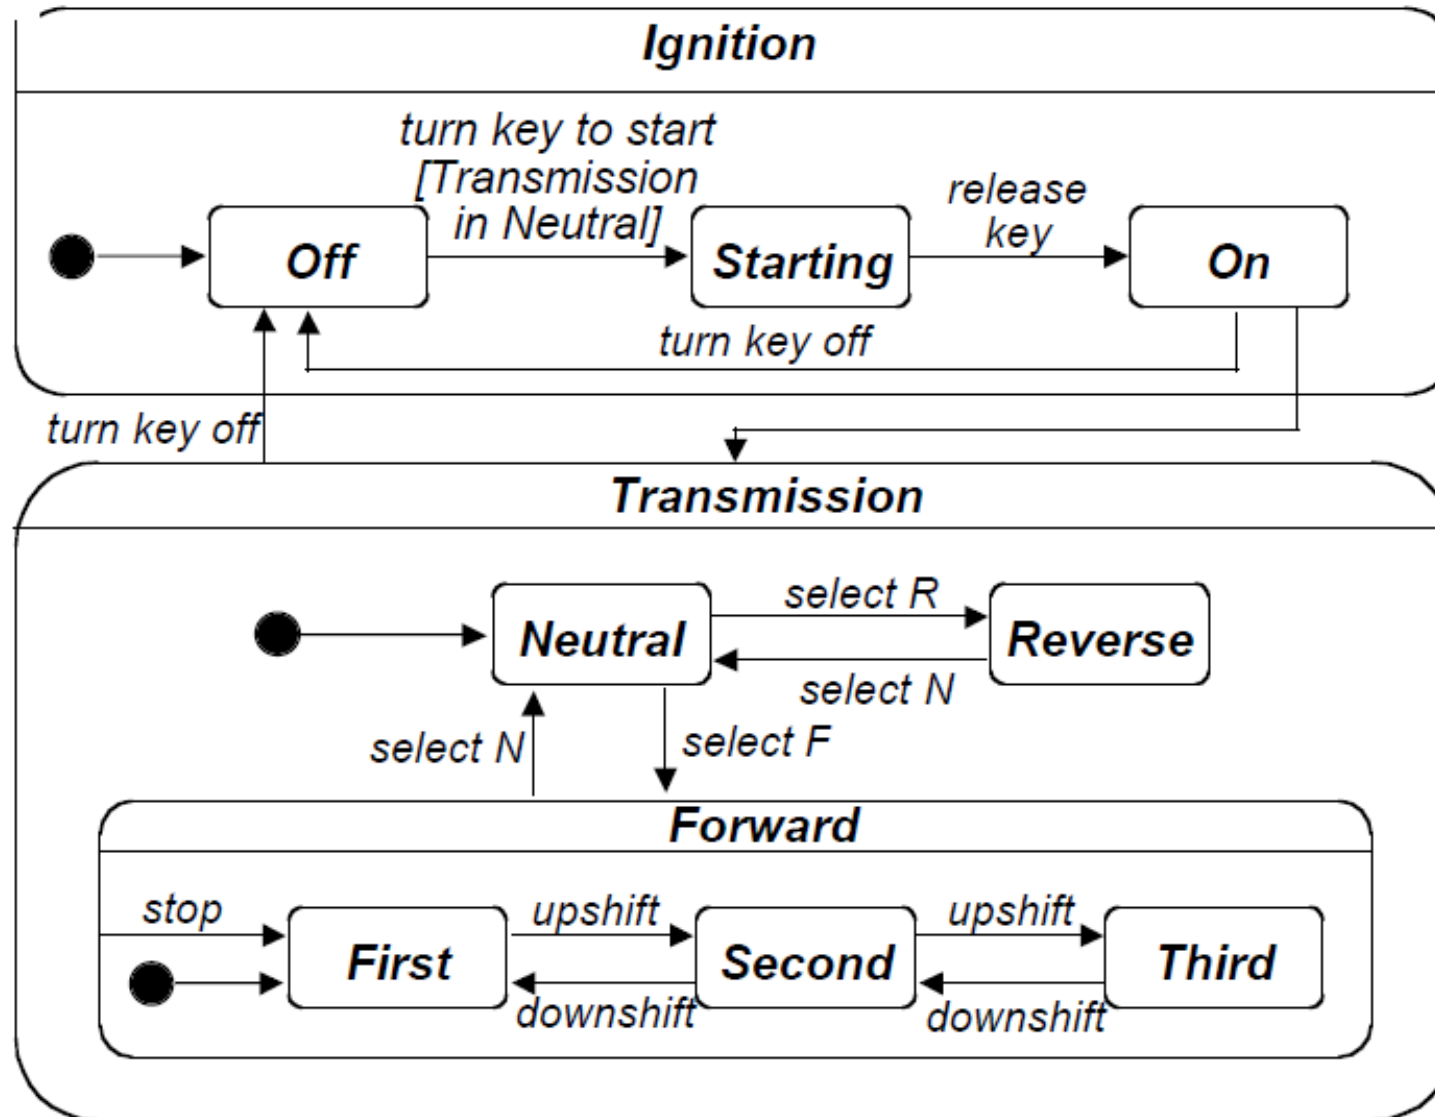 Ignition
turn key to start
[Transmission
in Neutral]
release
key
Off
Starting
On
turn key off
turn key off
Transmission
select R
Neutral
Reverse
select N
select N
select F
Forward
stop
upshift
upshift
First
Second
Third
downshift
downshift